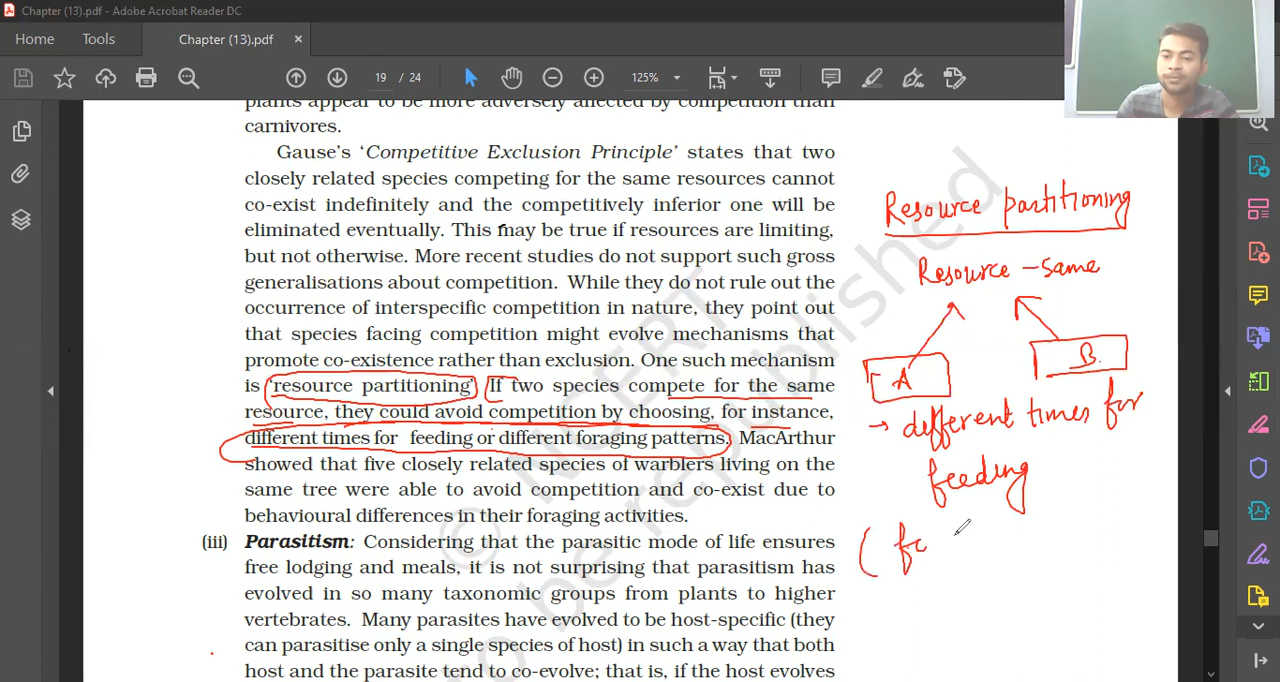 Chapter (13).pdf - Adobe Acrobat Reader DC
Home Tools Chapter (13).pdf ×
19 / 24 125%
plants appear to be more adversely affected by competition than
carnivores.
Gause's 'Competitive Exclusion Principle' states that two
closely related species competing for the same resources cannot
co-exist indefinitely and the competitively inferior one will be
eliminated eventually. This may be true if resources are limiting,
but not otherwise. More recent studies do not support such gross
generalisations about competition. While they do not rule out the
occurrence of interspecific competition in nature, they point out
that species facing competition might evolve mechanisms that
promote co-existence rather than exclusion. One such mechanism
is 'resource partitioning' If two species compete for the same
resource, they could avoid competition by choosing, for instance,
different times for feeding or different foraging patterns. MacArthur
showed that five closely related species of warblers living on the
same tree were able to avoid competition and co-exist due to
behavioural differences in their foraging activities.
(iii) Parasitism: Considering that the parasitic mode of life ensures
free lodging and meals, it is not surprising that parasitism has
evolved in so many taxonomic groups from plants to higher
vertebrates. Many parasites have evolved to be host-specific (they
can parasitise only a single species of host) in such a way that both
host and the parasite tend to co-evolve; that is, if the host evolves
© NCERT
to be republished
Resource partitioning
Resource - same
A B.
→ different times for
feeding
(